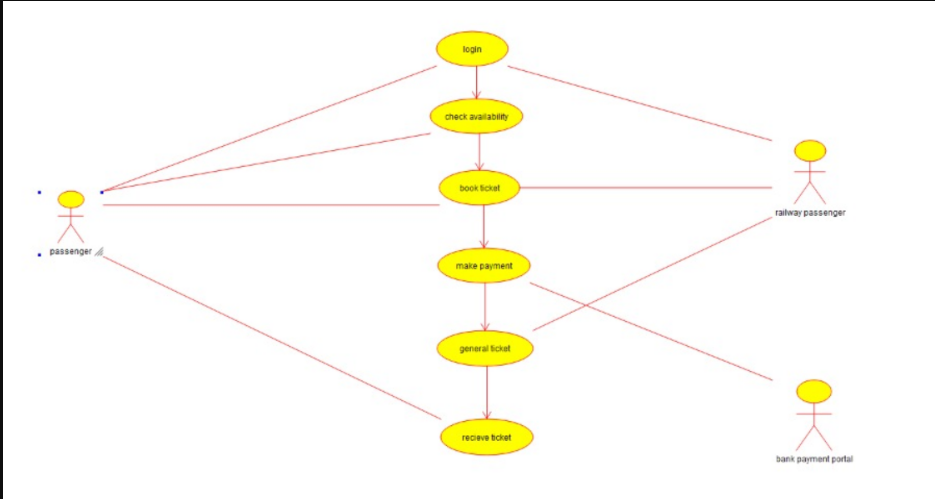 login
check availability
book ticket
railway passenger
passenger
make payment
general ticket
recieve ticket
bank payment portal